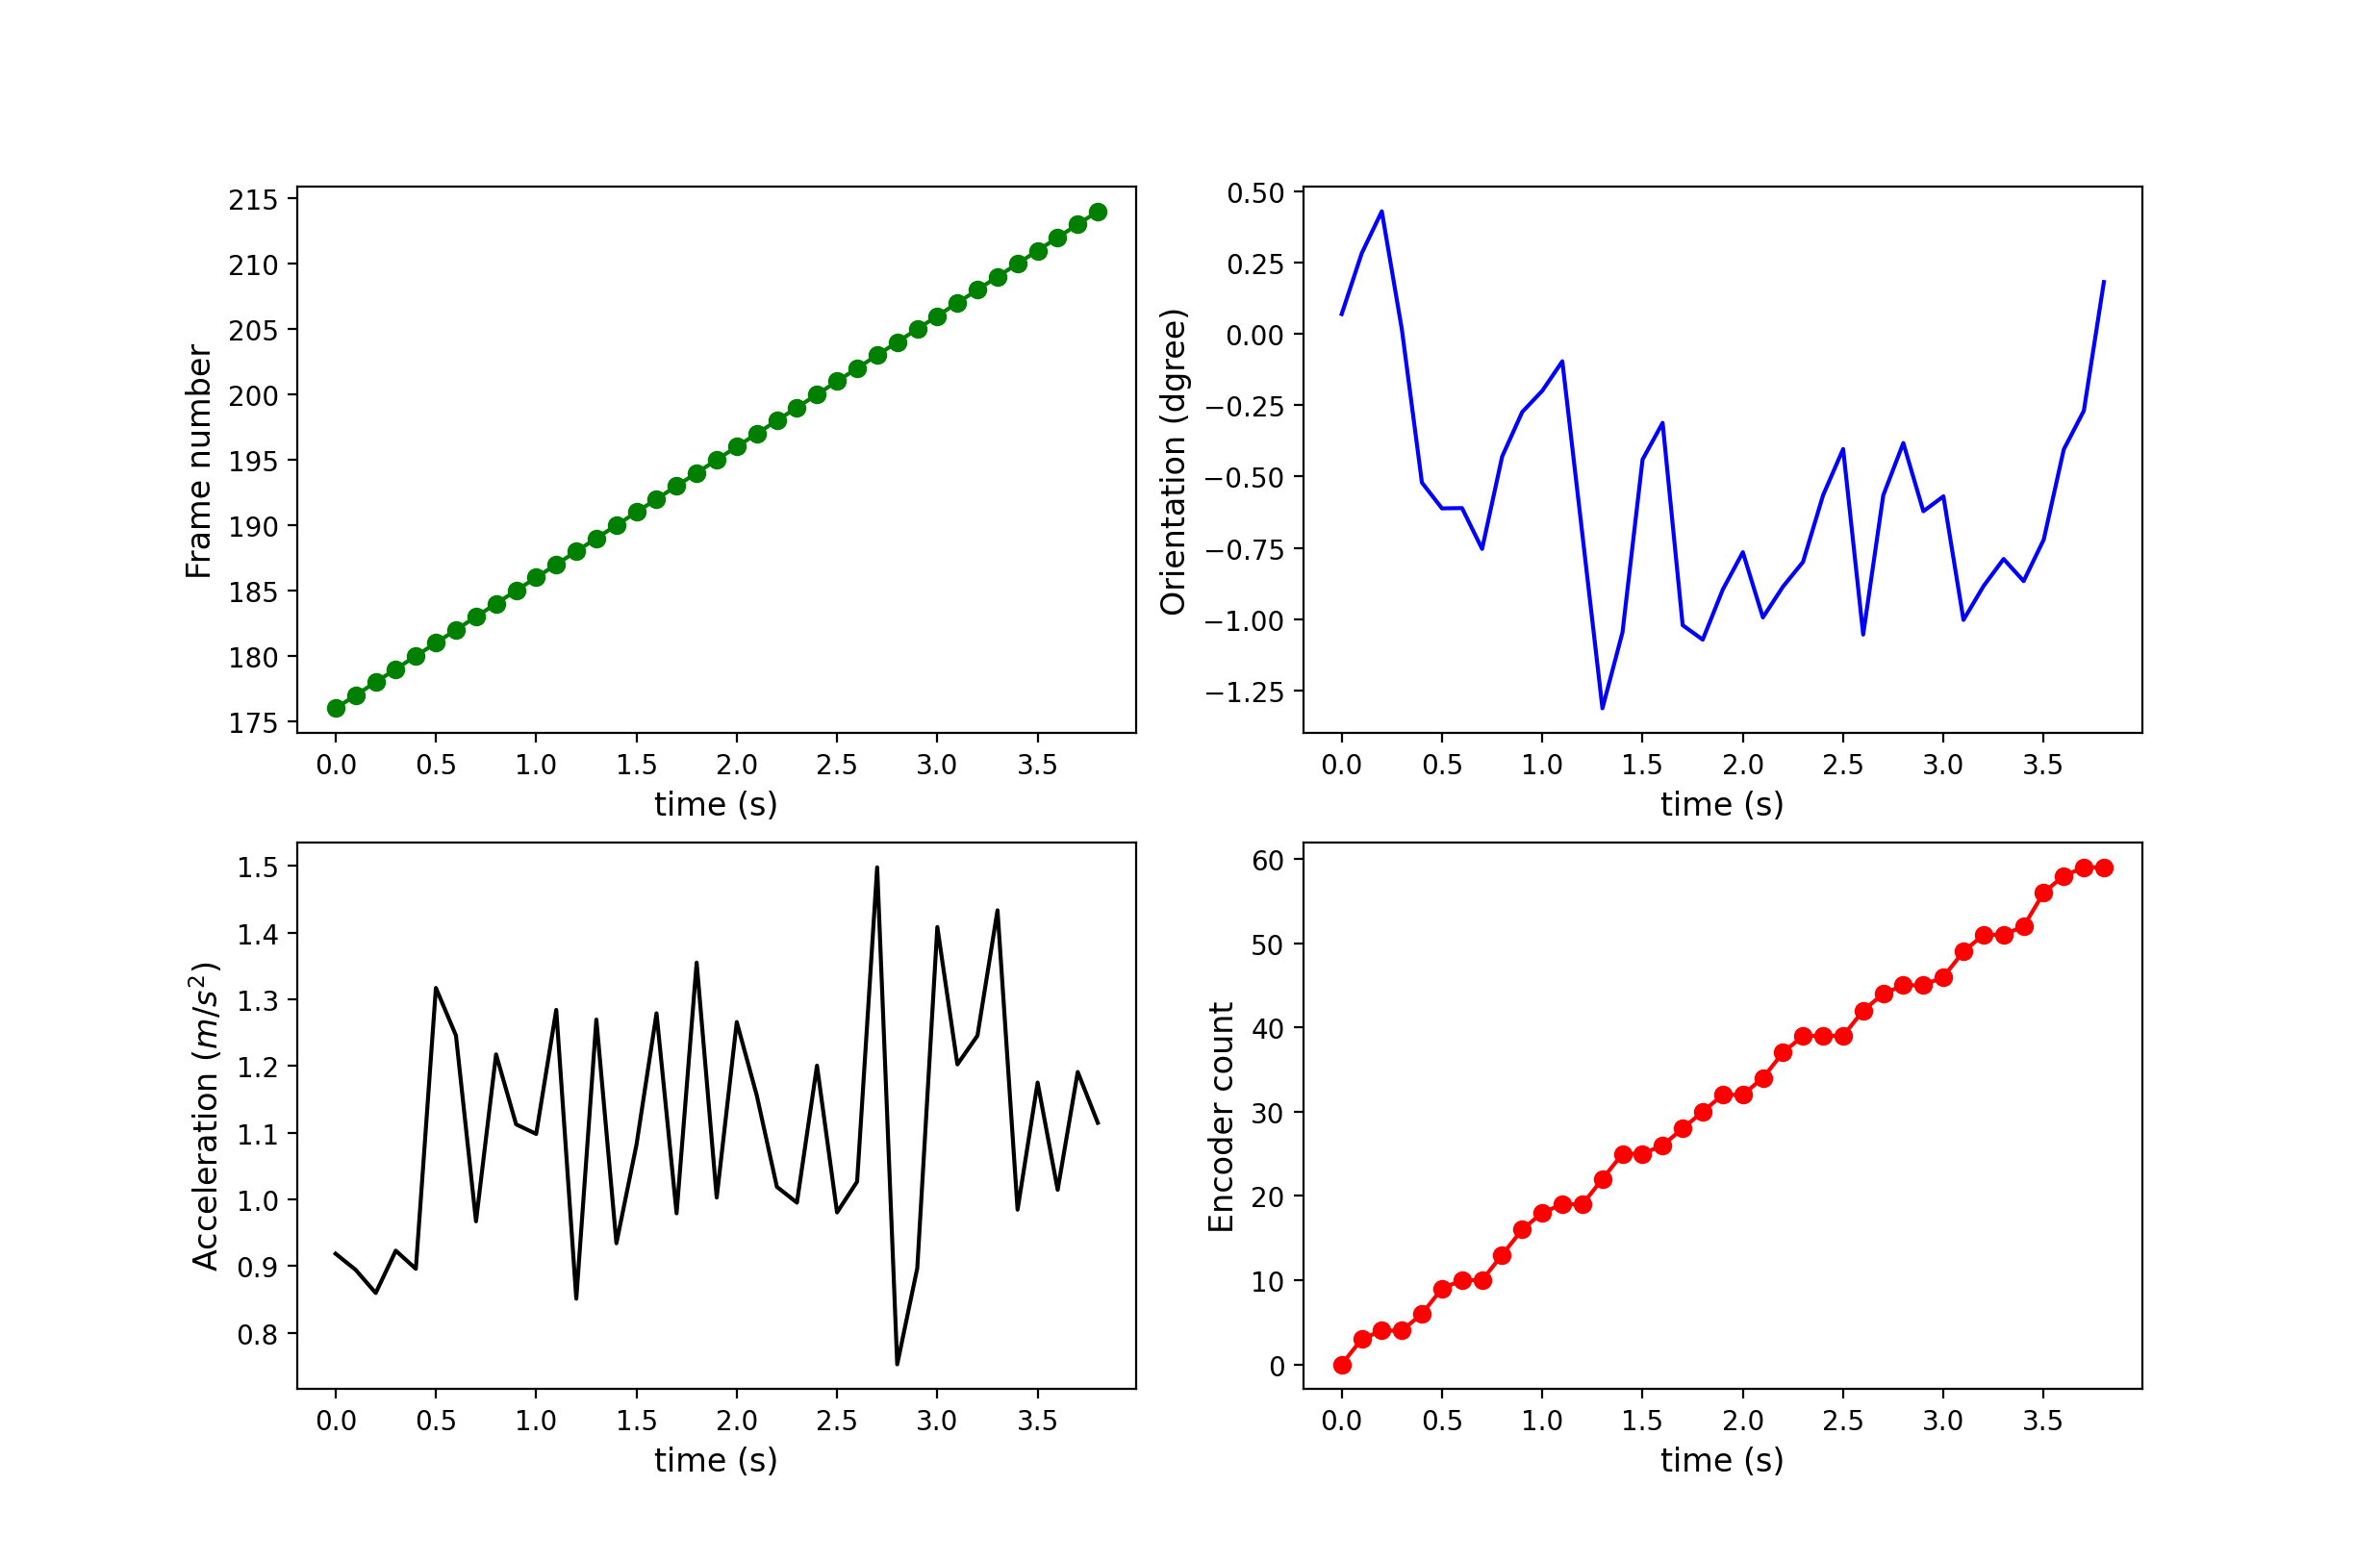 215
210
205
200
195
190
185
180
175
Frame number
0.0 0.5 1.0 1.5 2.0 2.5 3.0 3.5
time (s)
0.50
0.25
0.00
−0.25
−0.50
−0.75
−1.00
−1.25
Orientation (dgree)
0.0 0.5 1.0 1.5 2.0 2.5 3.0 3.5
time (s)
1.5
1.4
1.3
1.2
1.1
1.0
0.9
0.8
Acceleration (m/s²)
0.0 0.5 1.0 1.5 2.0 2.5 3.0 3.5
time (s)
60
50
40
30
20
10
0
Encoder count
0.0 0.5 1.0 1.5 2.0 2.5 3.0 3.5
time (s)